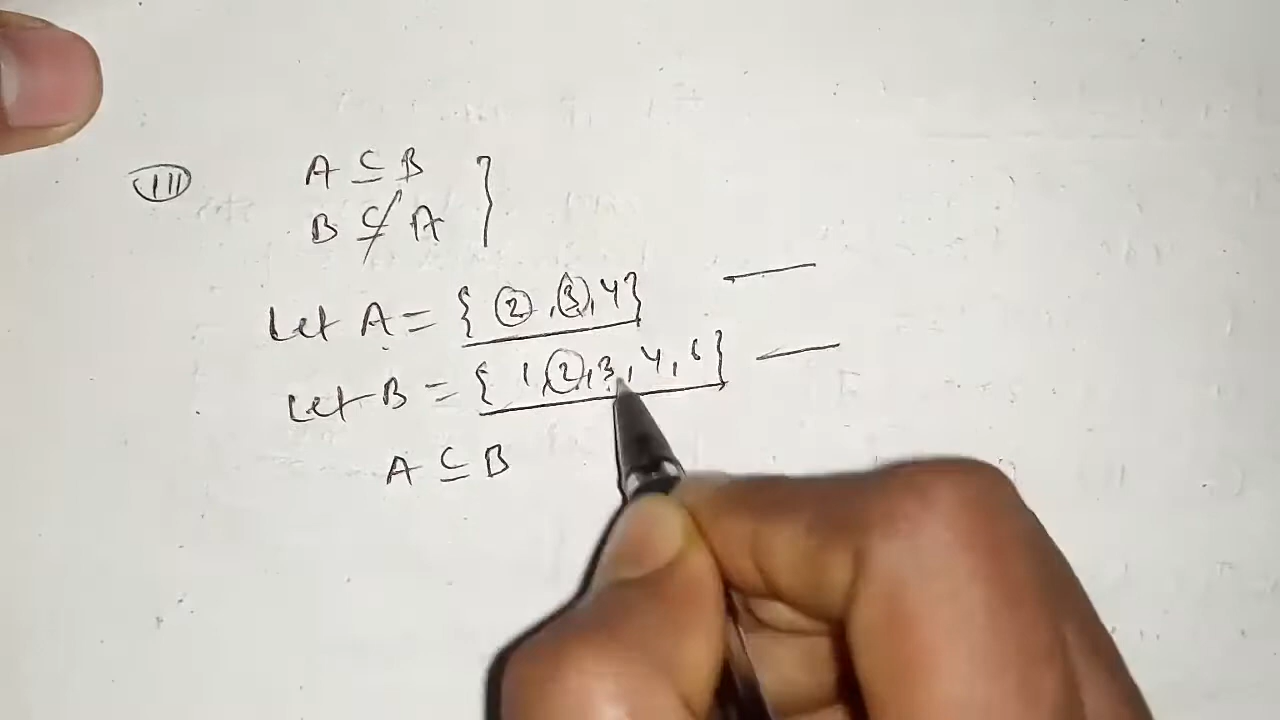 (III) A ⊆ B
B ⊈ A }
Let A = { 2, 3, 4}
Let B = { 1, 2, 3, 4, 6}
A ⊆ B